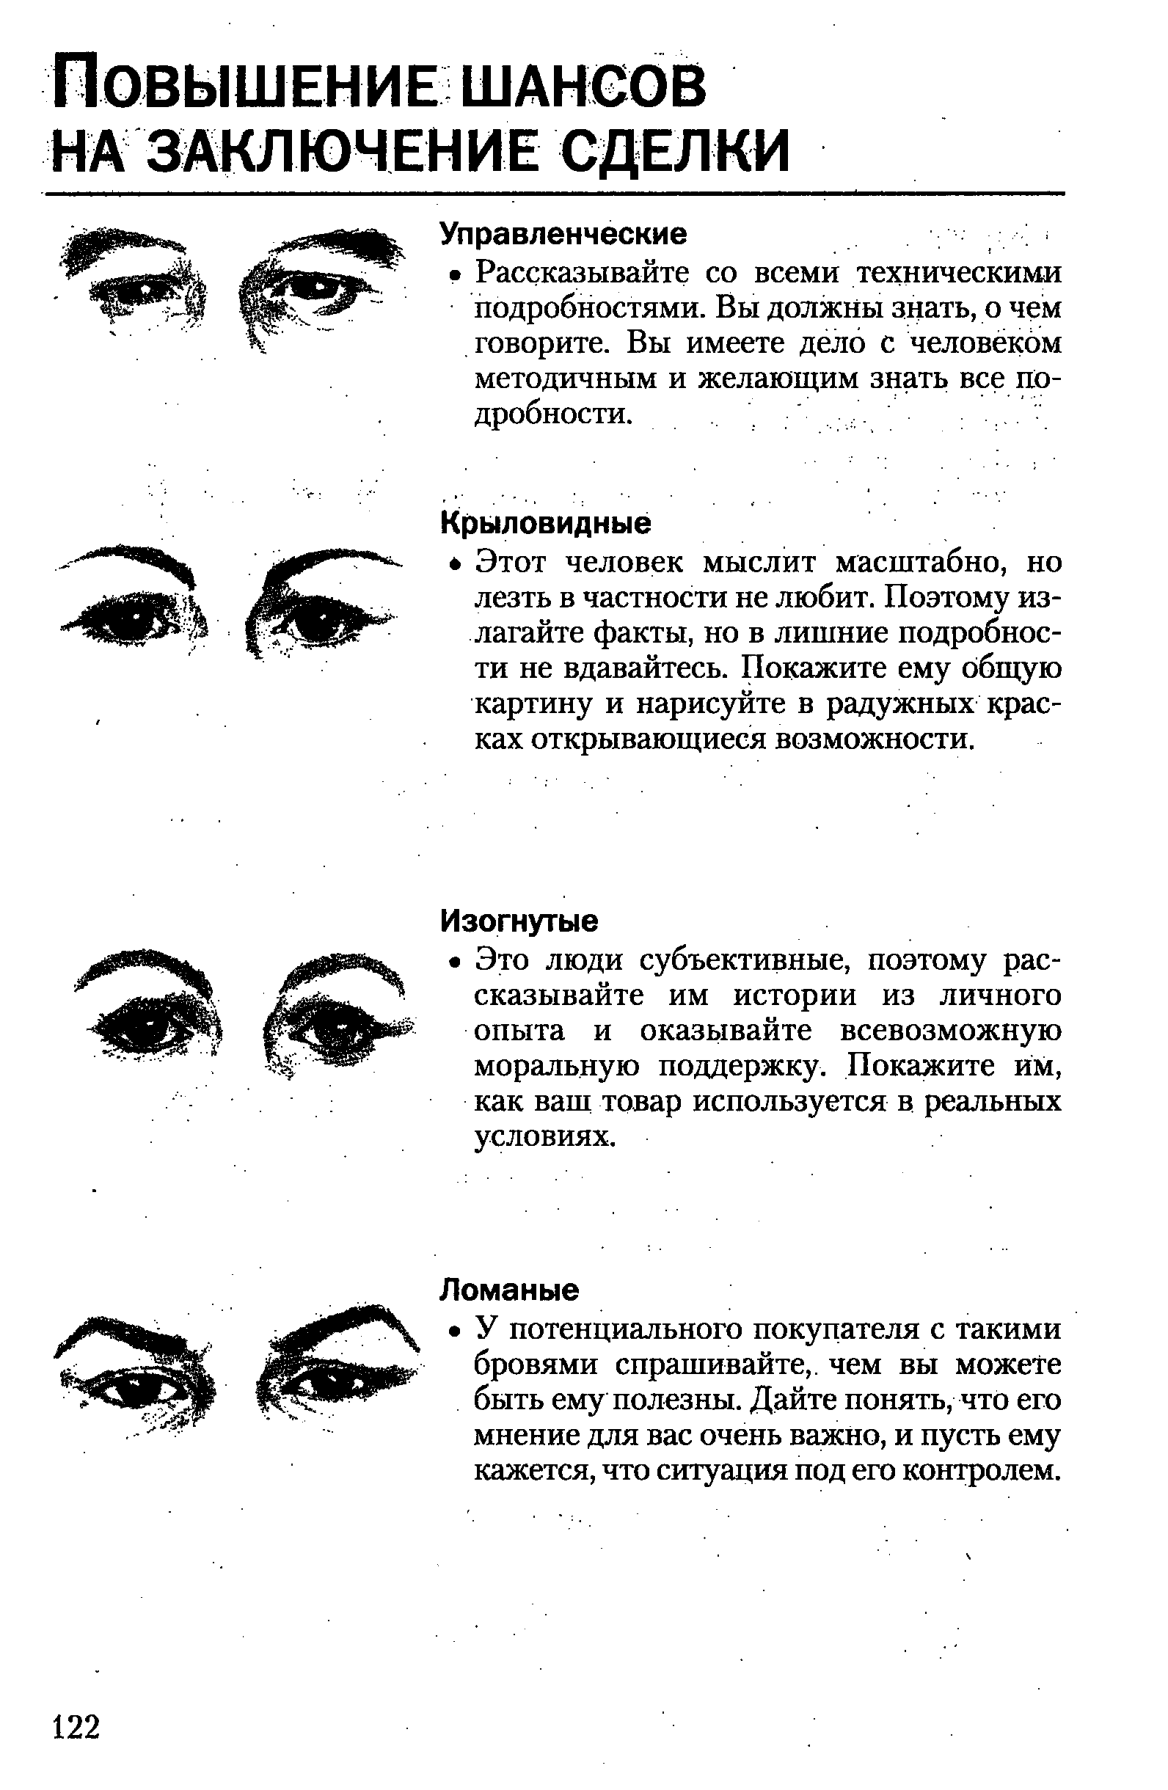 Повышение шансов
на заключение сделки
Управленческие
• Рассказывайте со всеми техническими
подробностями. Вы должны знать, о чем
говорите. Вы имеете дело с человеком
методичным и желающим знать все по-
дробности.
Крыловидные
• Этот человек мыслит масштабно, но
лезть в частности не любит. Поэтому из-
лагайте факты, но в лишние подробнос-
ти не вдавайтесь. Покажите ему общую
картину и нарисуйте в радужных крас-
ках открывающиеся возможности.
Изогнутые
• Это люди субъективные, поэтому рас-
сказывайте им истории из личного
опыта и оказывайте всевозможную
моральную поддержку. Покажите им,
как ваш товар используется в реальных
условиях.
Ломаные
• У потенциального покупателя с такими
бровями спрашивайте, чем вы можете
быть ему полезны. Дайте понять, что его
мнение для вас очень важно, и пусть ему
кажется, что ситуация под его контролем.
122